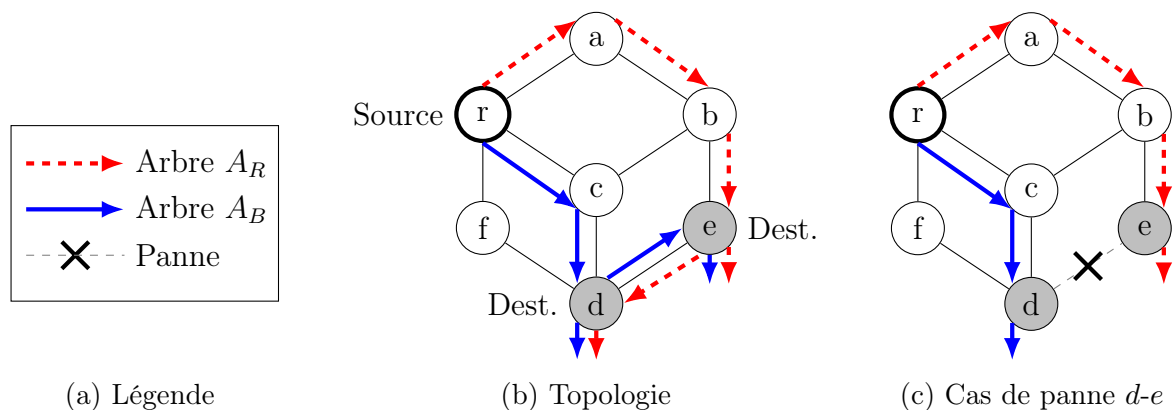 Arbre A_R
Arbre A_B
Panne
(a) Légende
a
Source
r
b
c
f
e
Dest.
Dest.
d
(b) Topologie
a
r
b
c
f
e
d
(c) Cas de panne d-e